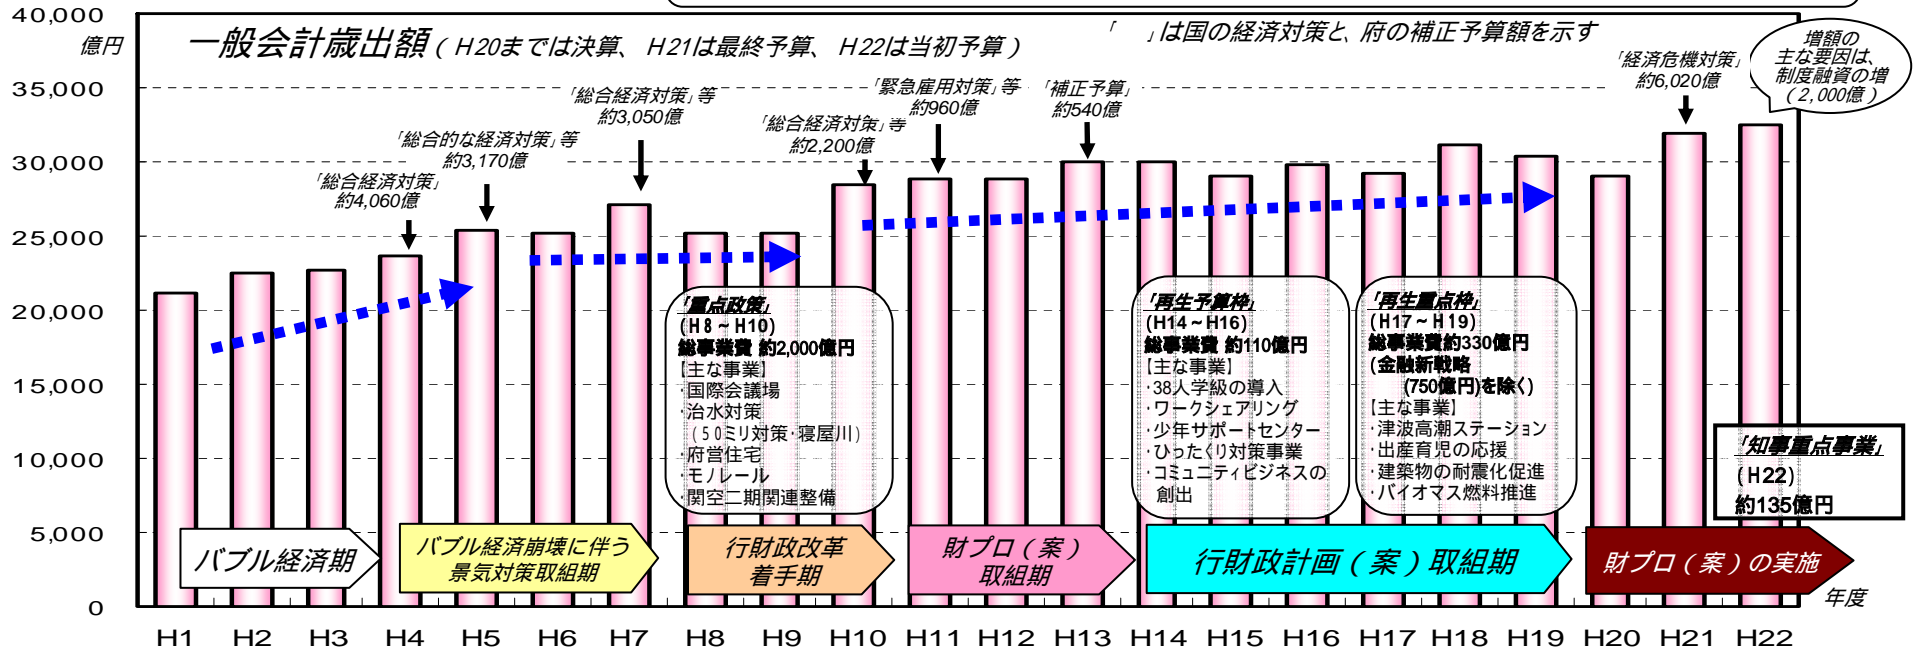 40,000
億円
35,000
30,000
25,000
20,000
15,000
10,000
5,000
0
一般会計歳出額（H20までは決算、H21は最終予算、H22は当初予算）
「　」は国の経済対策と、府の補正予算額を示す
増額の
主な要因は、
制度融資の増
（2,000億）
「総合経済対策」
約4,060億
「総合的な経済対策」等
約3,170億
「総合経済対策」等
約3,050億
「総合経済対策」等
約2,200億
「緊急雇用対策」等
約960億
「補正予算」
約540億
「経済危機対策」
約6,020億
「重点政策」
(H8～H10)
総事業費 約2,000億円
【主な事業】
・国際会議場
・治水対策
(50ミリ対策・寝屋川)
・府営住宅
・モノレール
・関空二期関連整備
「再生予算枠」
(H14～H16)
総事業費 約110億円
【主な事業】
・38人学級の導入
・ワークシェアリング
・少年サポートセンター
・ひったくり対策事業
・コミュニティビジネスの
創出
「再生重点枠」
(H17～H19)
総事業費約330億円
(金融新戦略
(750億円)を除く)
【主な事業】
・津波高潮ステーション
・出産育児の応援
・建築物の耐震化促進
・バイオマス燃料推進
「知事重点事業」
(H22)
約135億円
バブル経済期
バブル経済崩壊に伴う
景気対策取組期
行財政改革
着手期
財プロ（案）
取組期
行財政計画（案）取組期
財プロ（案）の実施
年度
H1 H2 H3 H4 H5 H6 H7 H8 H9 H10 H11 H12 H13 H14 H15 H16 H17 H18 H19 H20 H21 H22